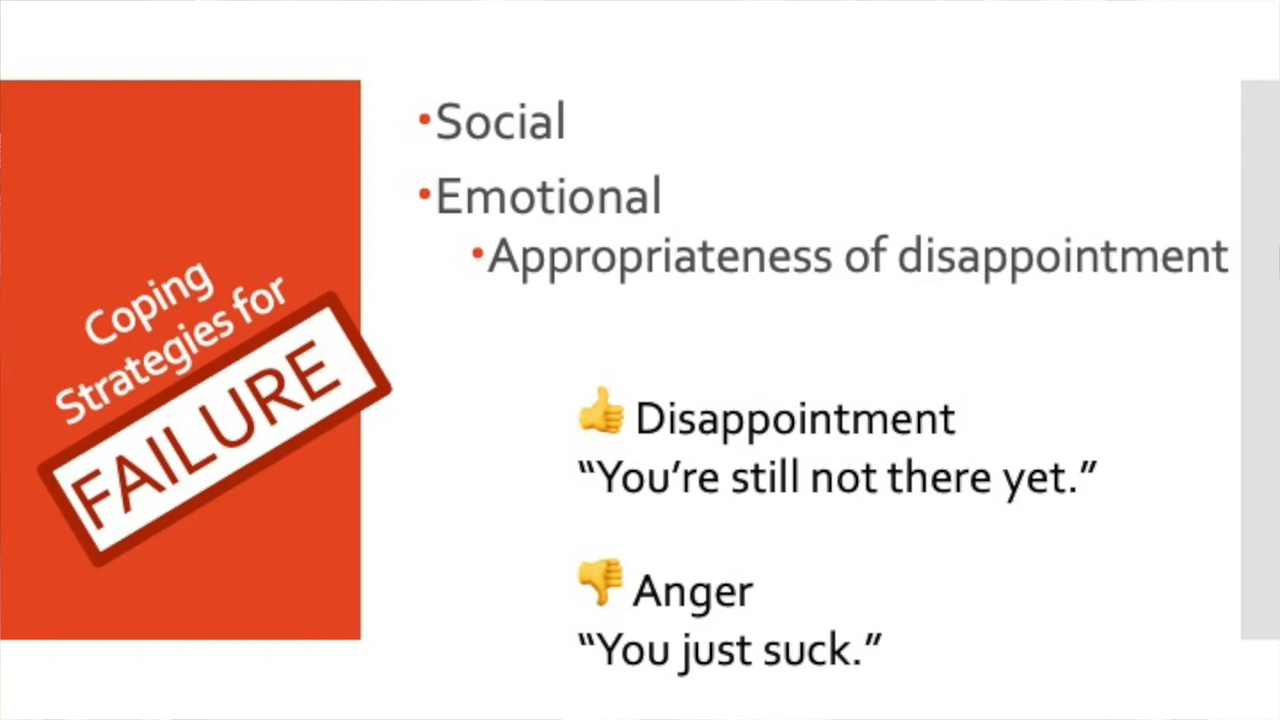 Coping
Strategies for
FAILURE
•Social
•Emotional
•Appropriateness of disappointment
👍 Disappointment
“You’re still not there yet.”
👎 Anger
“You just suck.”